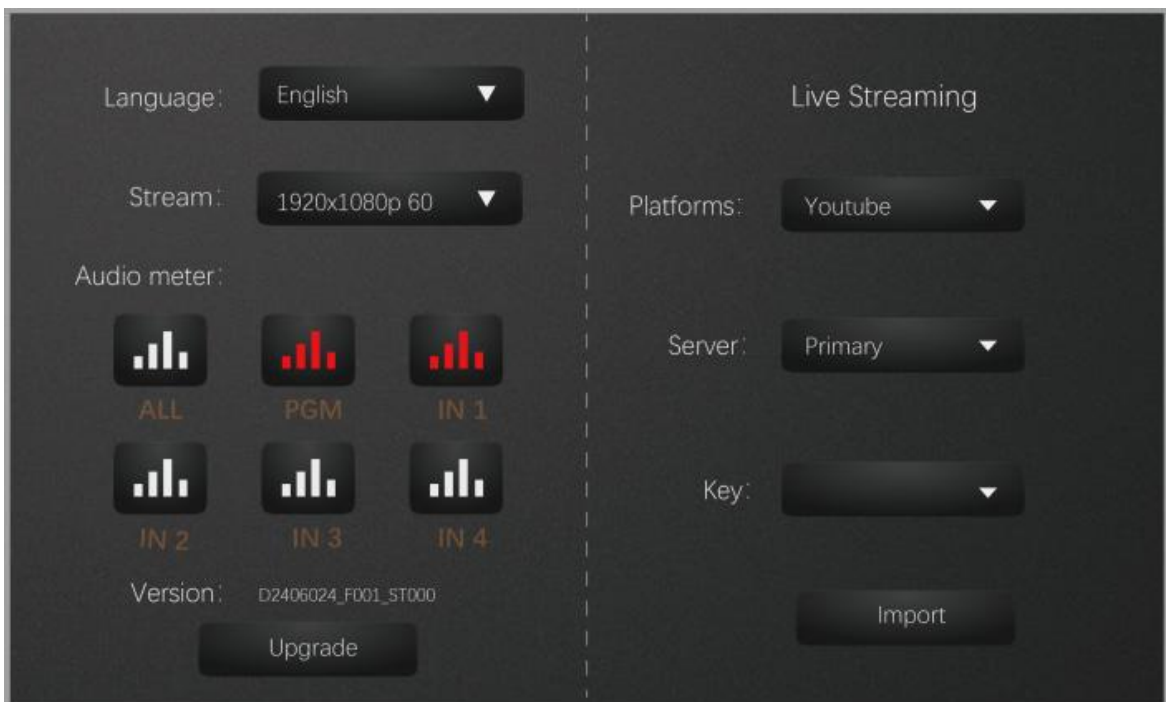 Language:
English
Stream:
1920x1080p 60
Audio meter:
ALL
PGM
IN 1
IN 2
IN 3
IN 4
Version:
D2406024_F001_ST000
Upgrade
Live Streaming
Platforms:
Youtube
Server:
Primary
Key:
Import